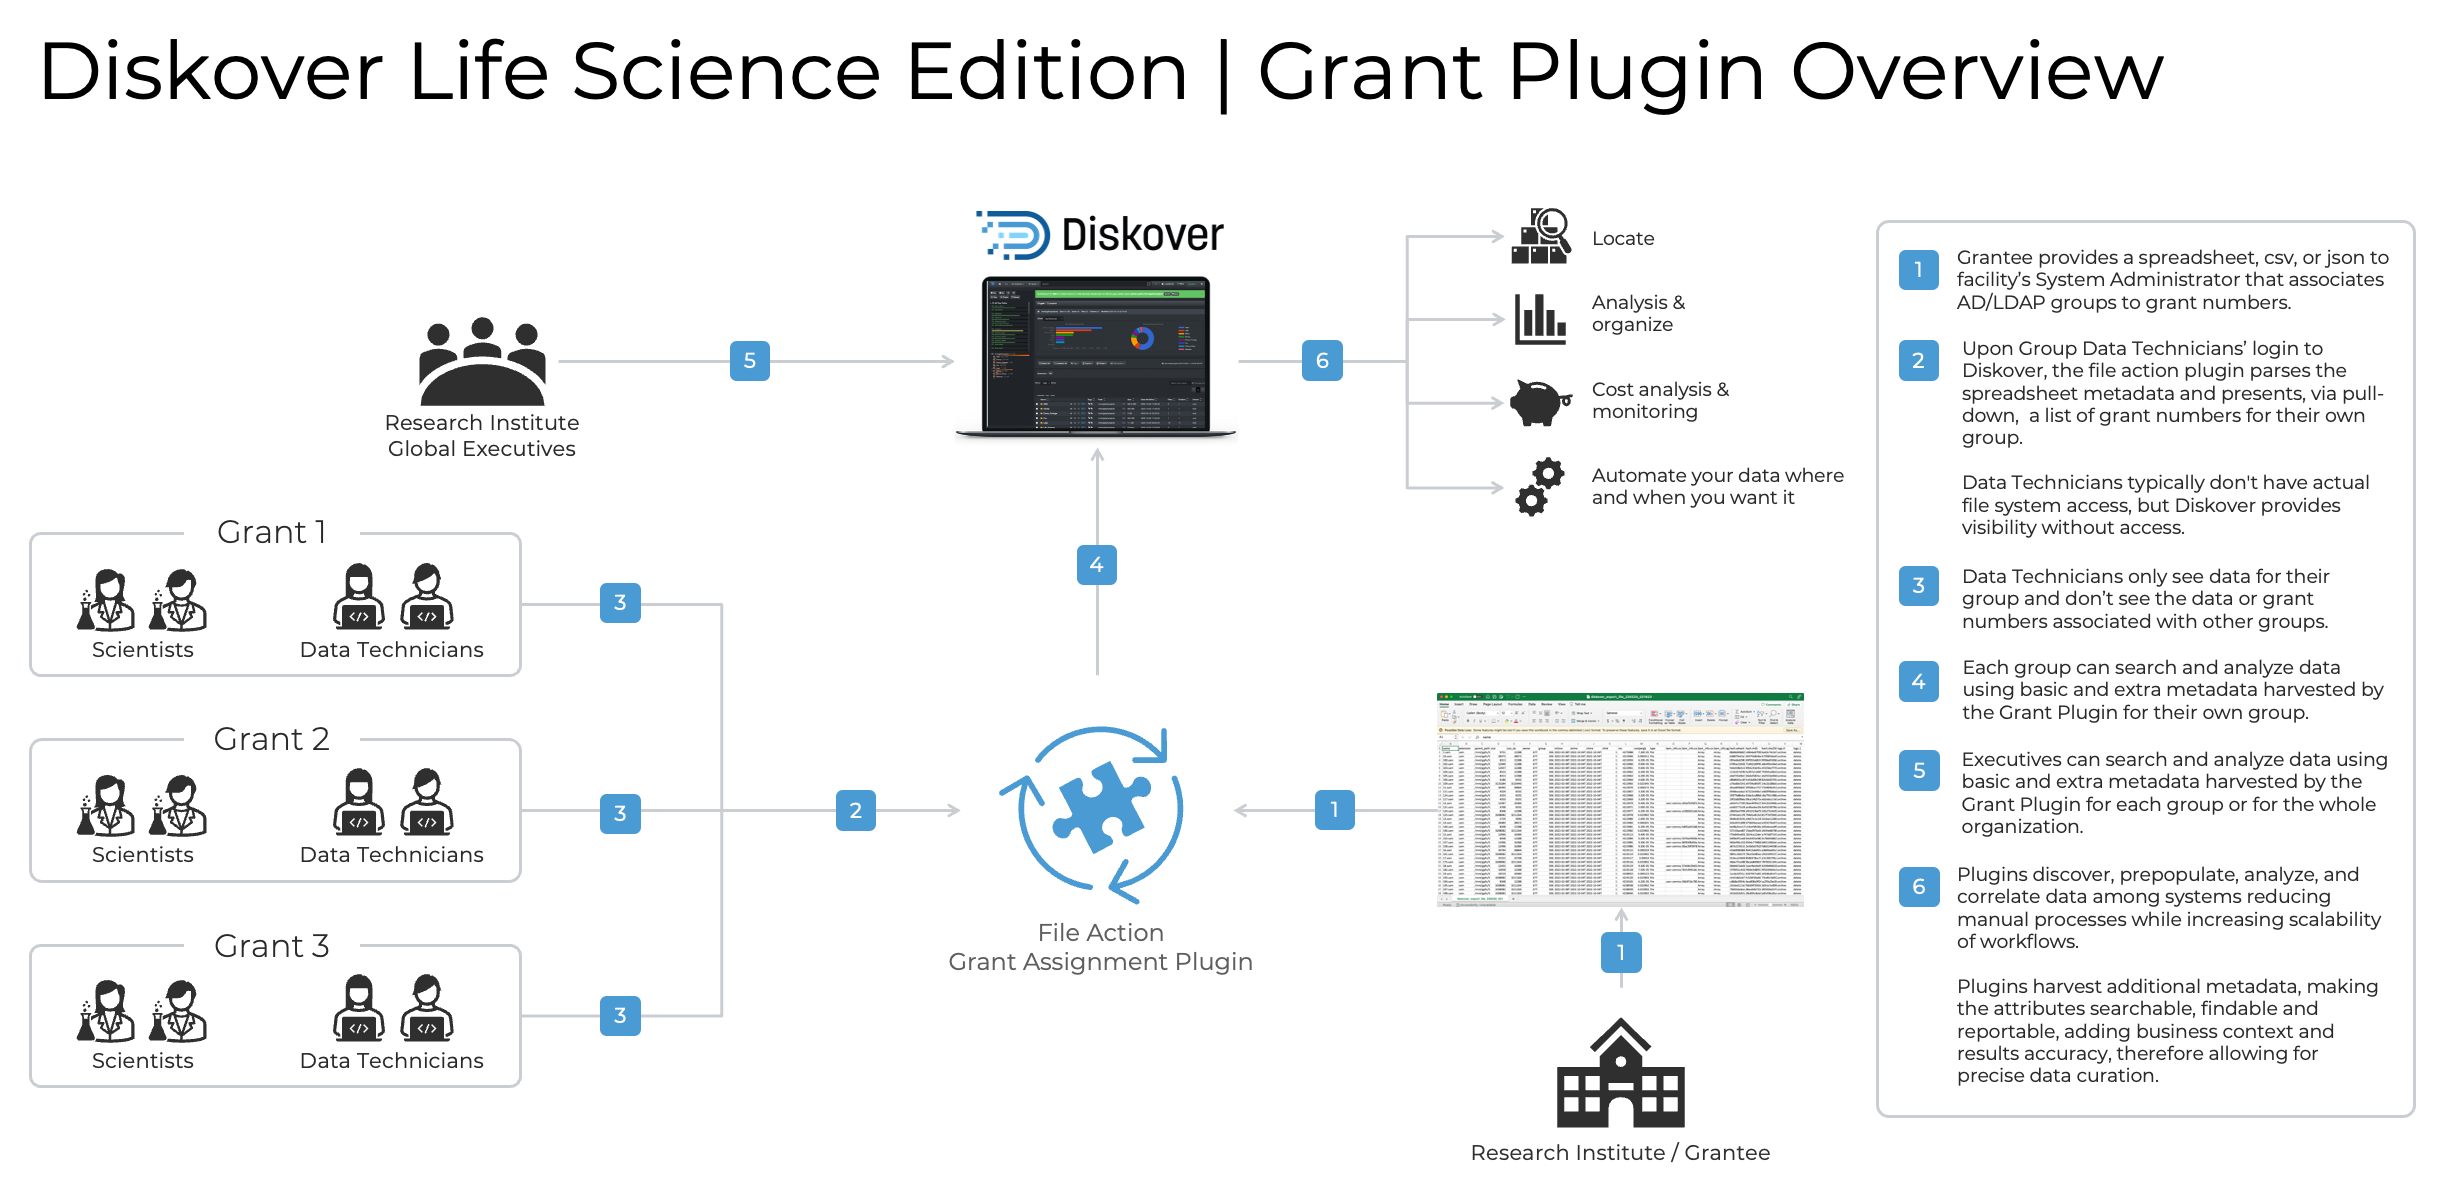 Diskover Life Science Edition | Grant Plugin Overview
Diskover
Research Institute
Global Executives
5
6
Locate
Analysis &
organize
Cost analysis &
monitoring
Automate your data where
and when you want it
4
Grant 1
Scientists
Data Technicians
3
Grant 2
Scientists
Data Technicians
3
Grant 3
Scientists
Data Technicians
3
2
File Action
Grant Assignment Plugin
1
1
Research Institute / Grantee
1
Grantee provides a spreadsheet, csv, or json to
facility’s System Administrator that associates
AD/LDAP groups to grant numbers.
2
Upon Group Data Technicians’ login to
Diskover, the file action plugin parses the
spreadsheet metadata and presents, via pull-
down,  a list of grant numbers for their own
group.
Data Technicians typically don't have actual
file system access, but Diskover provides
visibility without access.
3
Data Technicians only see data for their
group and don’t see the data or grant
numbers associated with other groups.
4
Each group can search and analyze data
using basic and extra metadata harvested by
the Grant Plugin for their own group.
5
Executives can search and analyze data using
basic and extra metadata harvested by the
Grant Plugin for each group or for the whole
organization.
6
Plugins discover, prepopulate, analyze, and
correlate data among systems reducing
manual processes while increasing scalability
of workflows.
Plugins harvest additional metadata, making
the attributes searchable, findable and
reportable, adding business context and
results accuracy, therefore allowing for
precise data curation.